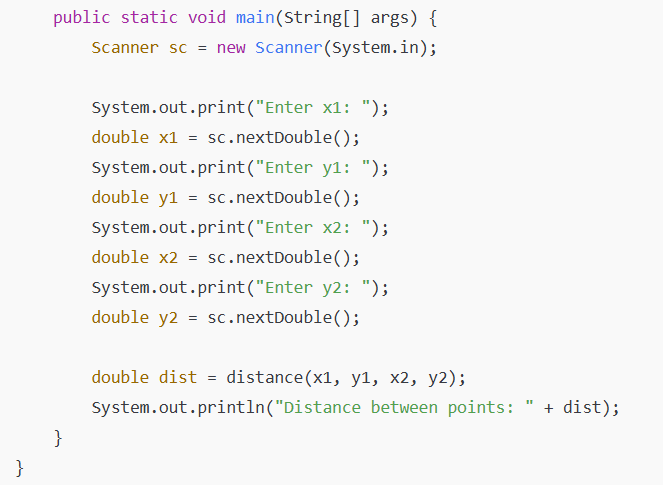 public static void main(String[] args) {
Scanner sc = new Scanner(System.in);
System.out.print("Enter x1: ");
double x1 = sc.nextDouble();
System.out.print("Enter y1: ");
double y1 = sc.nextDouble();
System.out.print("Enter x2: ");
double x2 = sc.nextDouble();
System.out.print("Enter y2: ");
double y2 = sc.nextDouble();
double dist = distance(x1, y1, x2, y2);
System.out.println("Distance between points: " + dist);
}
}